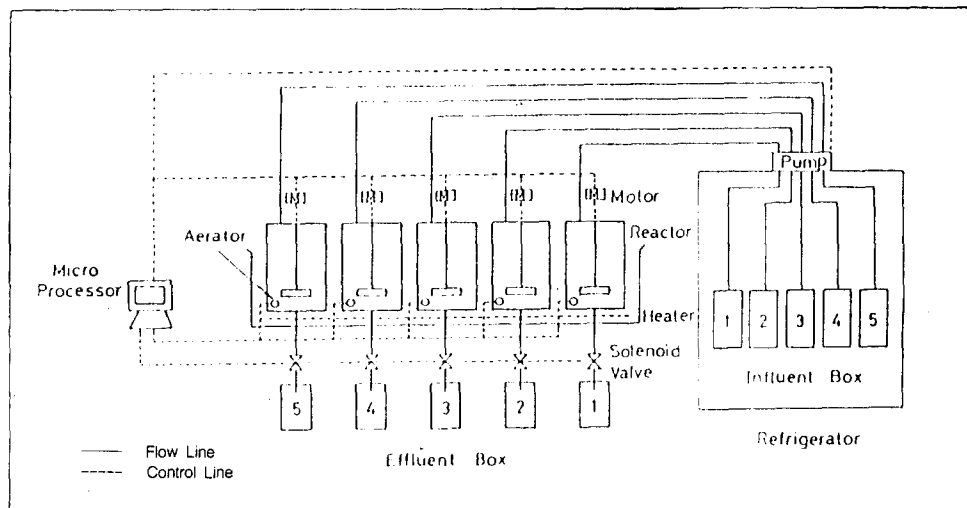 Pump
[M] [M] [M] [M] [M] Motor
Aerator
Reactor
Micro
Processor
Heater
1 2 3 4 5
Solenoid
Valve
Influent Box
5 4 3 2 1
Refrigerator
Effluent Box
Flow Line
Control Line